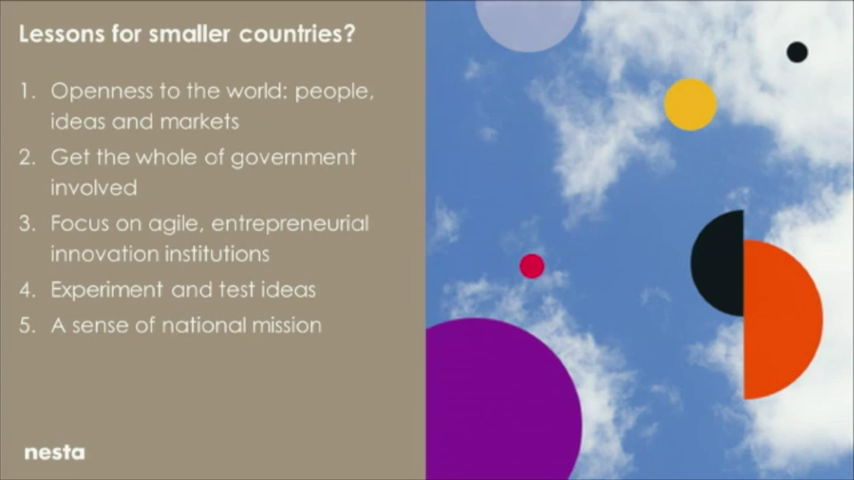 Lessons for smaller countries?
1. Openness to the world: people,
ideas and markets
2. Get the whole of government
involved
3. Focus on agile, entrepreneurial
innovation institutions
4. Experiment and test ideas
5. A sense of national mission
nesta